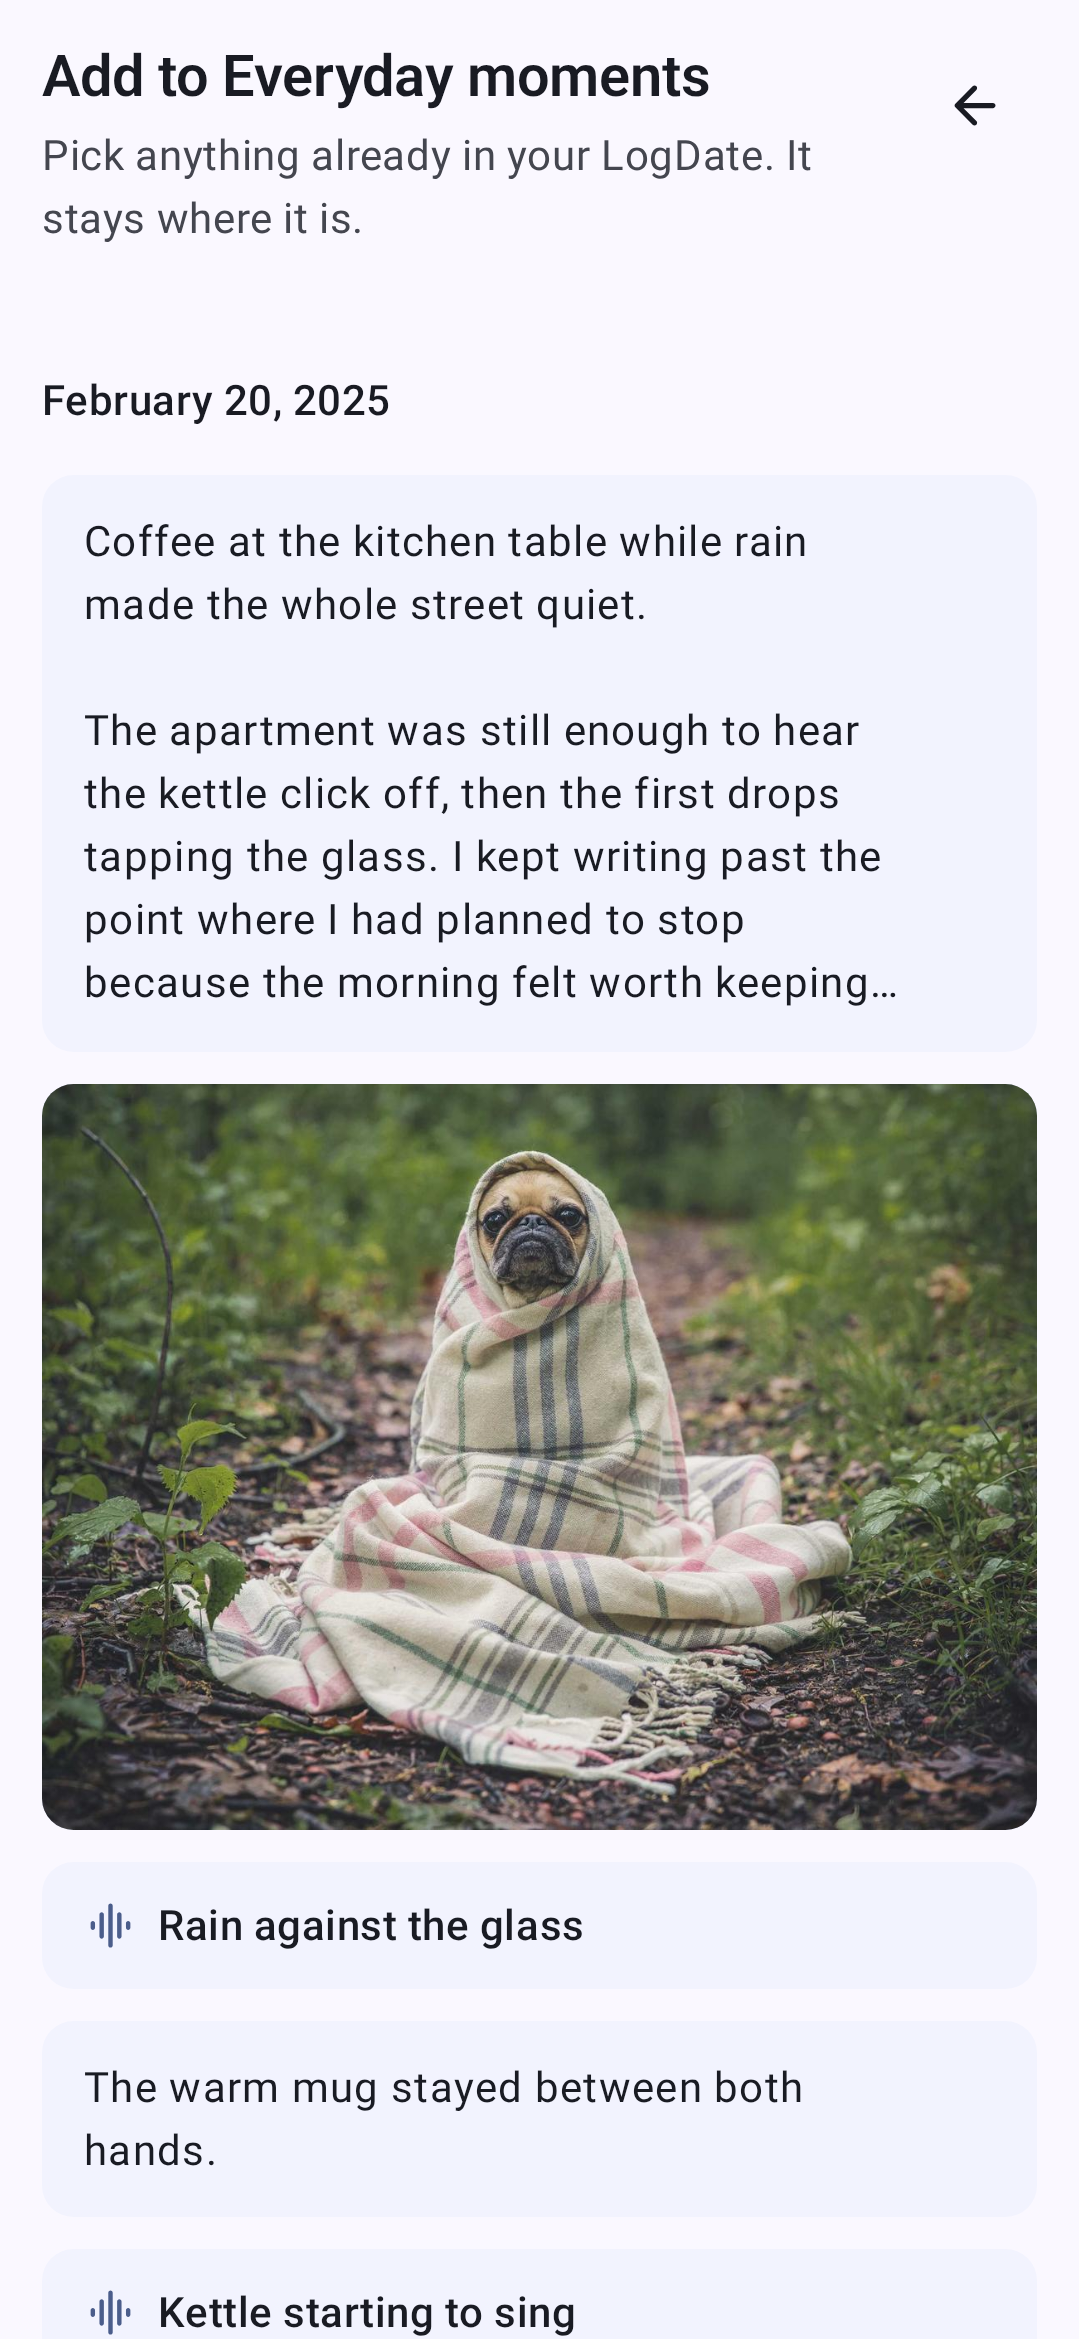 Add to Everyday moments
Pick anything already in your LogDate. It
stays where it is.
February 20, 2025
Coffee at the kitchen table while rain
made the whole street quiet.
The apartment was still enough to hear
the kettle click off, then the first drops
tapping the glass. I kept writing past the
point where I had planned to stop
because the morning felt worth keeping…
Rain against the glass
The warm mug stayed between both
hands.
Kettle starting to sing